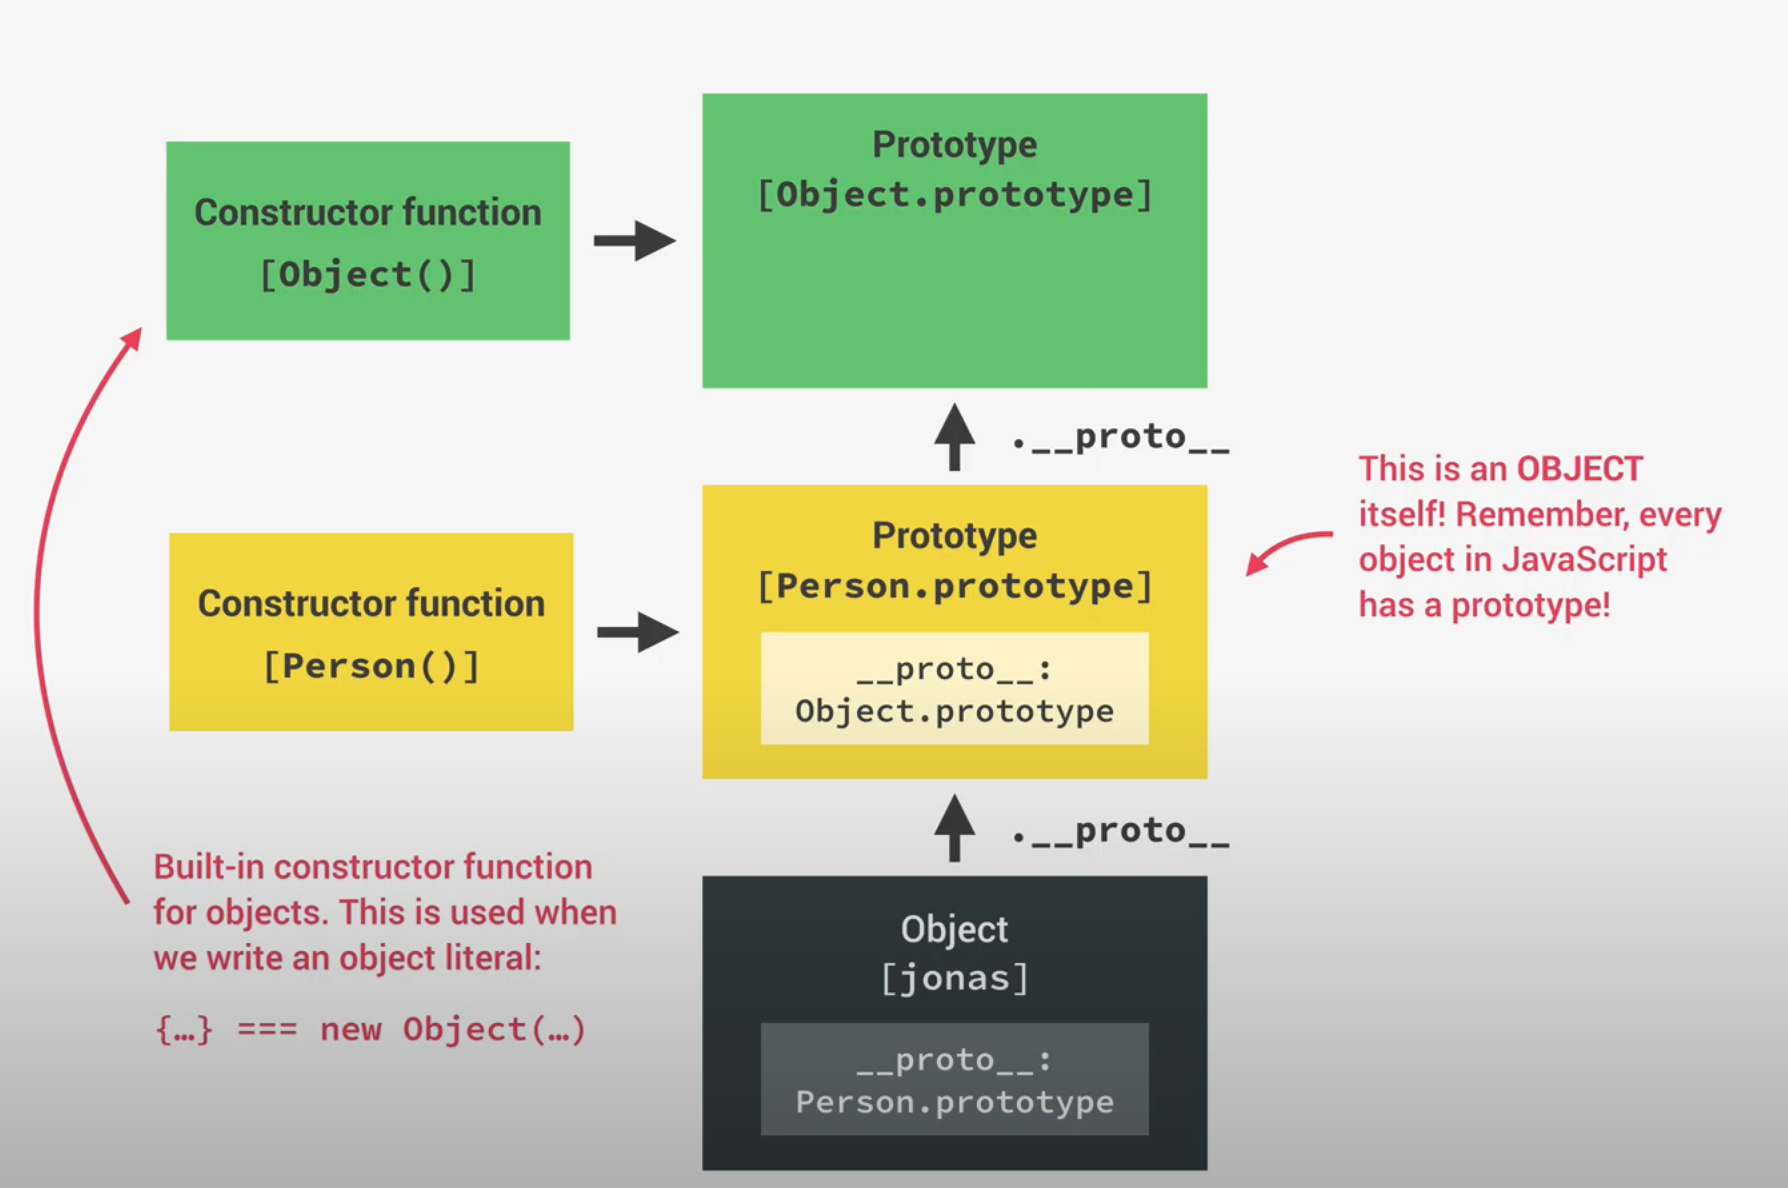 Prototype
[Object.prototype]
Constructor function
[Object()]
.__proto__
This is an OBJECT
itself! Remember, every
object in JavaScript
has a prototype!
Prototype
[Person.prototype]
__proto__:
Object.prototype
Constructor function
[Person()]
.__proto__
Built-in constructor function
for objects. This is used when
we write an object literal:
{…} === new Object(…)
Object
[jonas]
__proto__:
Person.prototype